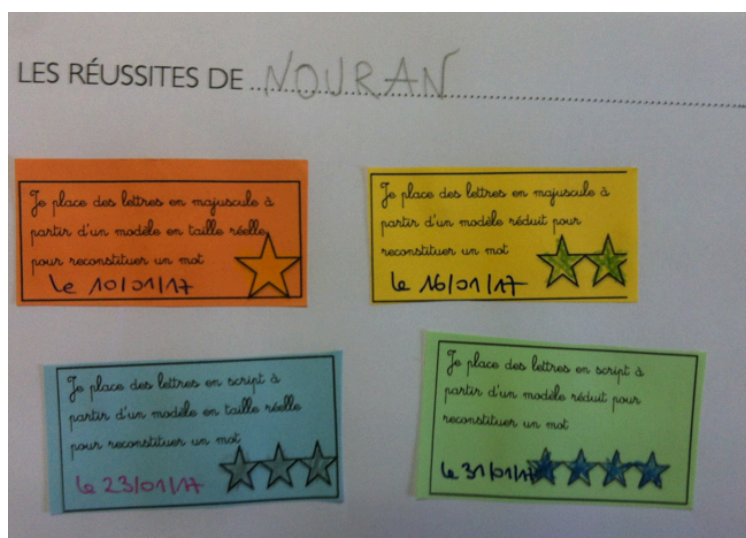 LES RÉUSSITES DE NOURAN
Je place des lettres en majuscule à
partir d'un modèle en taille réelle
pour reconstituer un mot
le 10/01/17
Je place des lettres en majuscule à
partir d'un modèle réduit pour
reconstituer un mot
le 16/01/17
Je place des lettres en script à
partir d'un modèle en taille réelle
pour reconstituer un mot
le 23/01/17
Je place des lettres en script à
partir d'un modèle réduit pour
reconstituer un mot
le 31/01/17